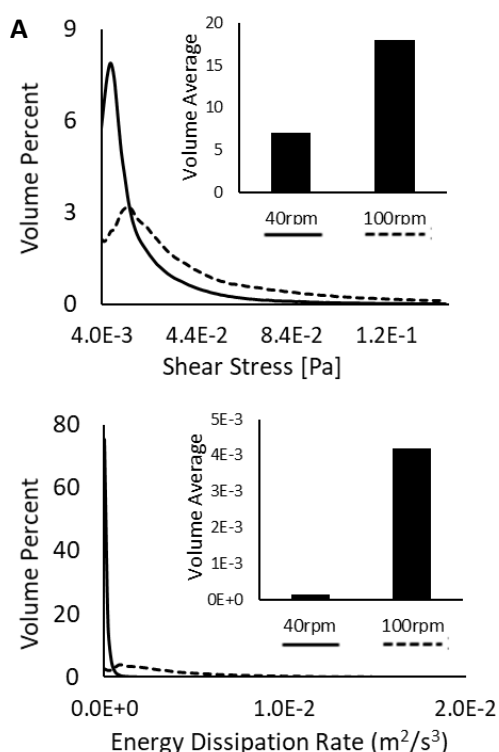 A
9
6
3
0
Volume Percent
4.0E-3 4.4E-2 8.4E-2 1.2E-1
Shear Stress [Pa]
20
15
10
5
0
Volume Average
40rpm 100rpm
80
60
40
20
0
Volume Percent
0.0E+0 1.0E-2 2.0E-2
Energy Dissipation Rate (m²/s³)
5E-3
4E-3
3E-3
2E-3
1E-3
0E+0
Volume Average
40rpm 100rpm